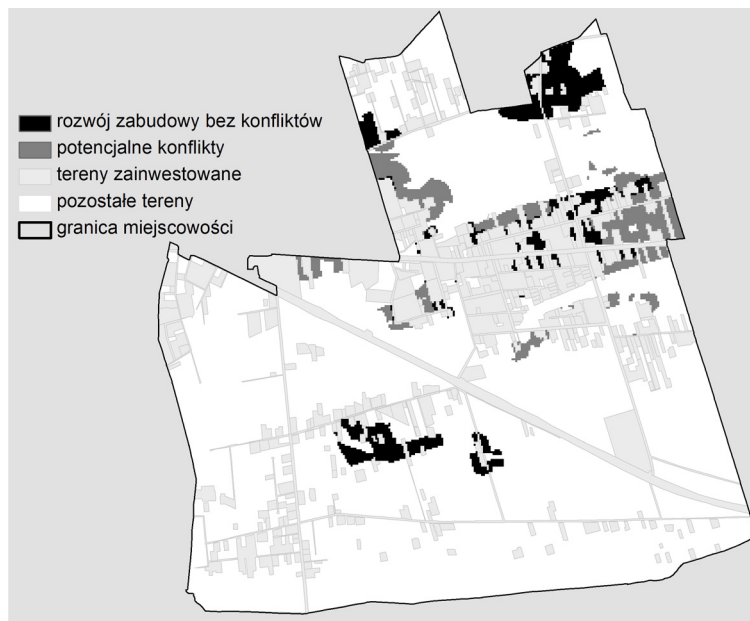 rozwój zabudowy bez konfliktów
potencjalne konflikty
tereny zainwestowane
pozostałe tereny
granica miejscowości